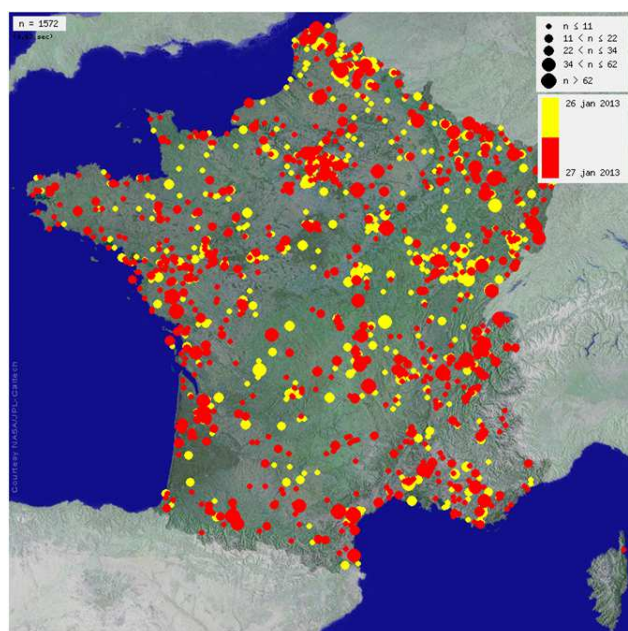 n = 1572
sec)
n ≤ 11
11 < n ≤ 22
22 < n ≤ 34
34 < n ≤ 62
n > 62
26 jan 2013
27 jan 2013
Courtesy NASA/JPL-Caltech